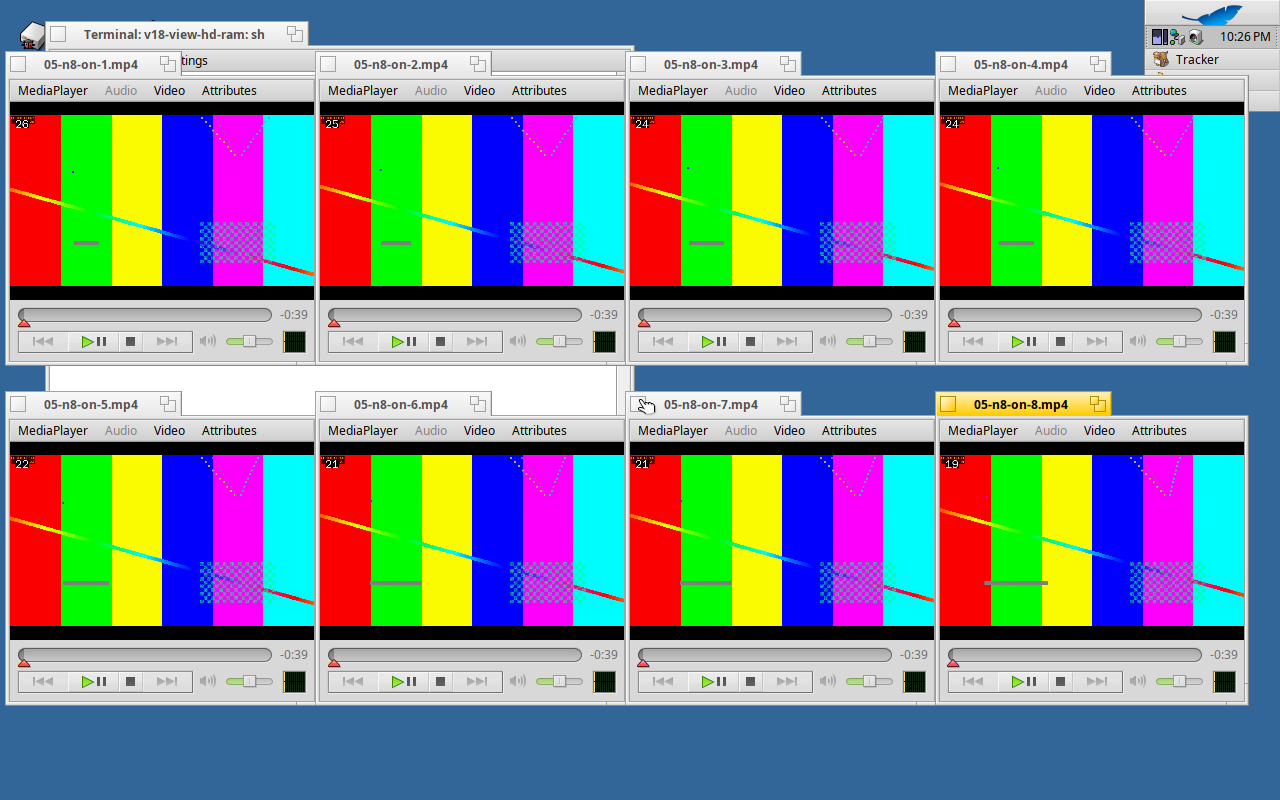 Terminal: v18-view-hd-ram: sh
10:26 PM
Tracker
tings
05-n8-on-1.mp4
MediaPlayer Audio Video Attributes
26
-0:39
05-n8-on-2.mp4
MediaPlayer Audio Video Attributes
25
-0:39
05-n8-on-3.mp4
MediaPlayer Audio Video Attributes
24
-0:39
05-n8-on-4.mp4
MediaPlayer Audio Video Attributes
24
-0:39
05-n8-on-5.mp4
MediaPlayer Audio Video Attributes
22
-0:39
05-n8-on-6.mp4
MediaPlayer Audio Video Attributes
21
-0:39
05-n8-on-7.mp4
MediaPlayer Audio Video Attributes
21
-0:39
05-n8-on-8.mp4
MediaPlayer Audio Video Attributes
19
-0:39